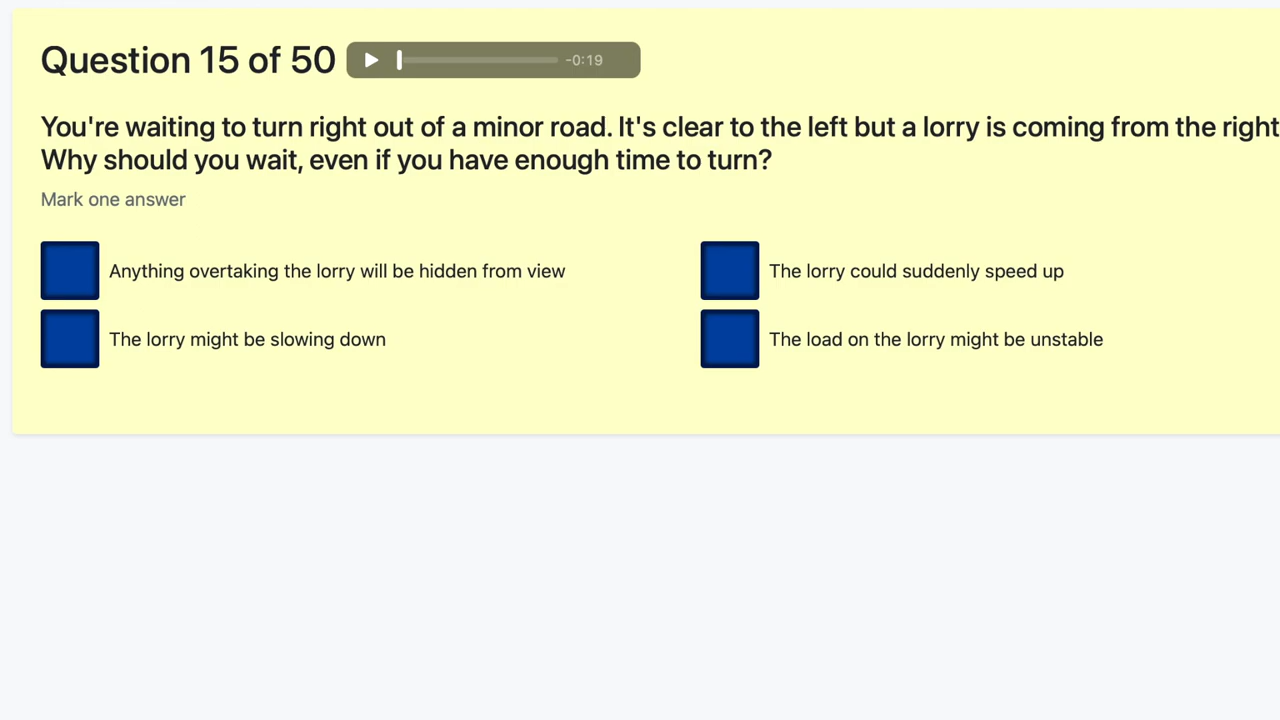 Question 15 of 50
-0:19
You're waiting to turn right out of a minor road. It's clear to the left but a lorry is coming from the right
Why should you wait, even if you have enough time to turn?
Mark one answer
Anything overtaking the lorry will be hidden from view
The lorry could suddenly speed up
The lorry might be slowing down
The load on the lorry might be unstable